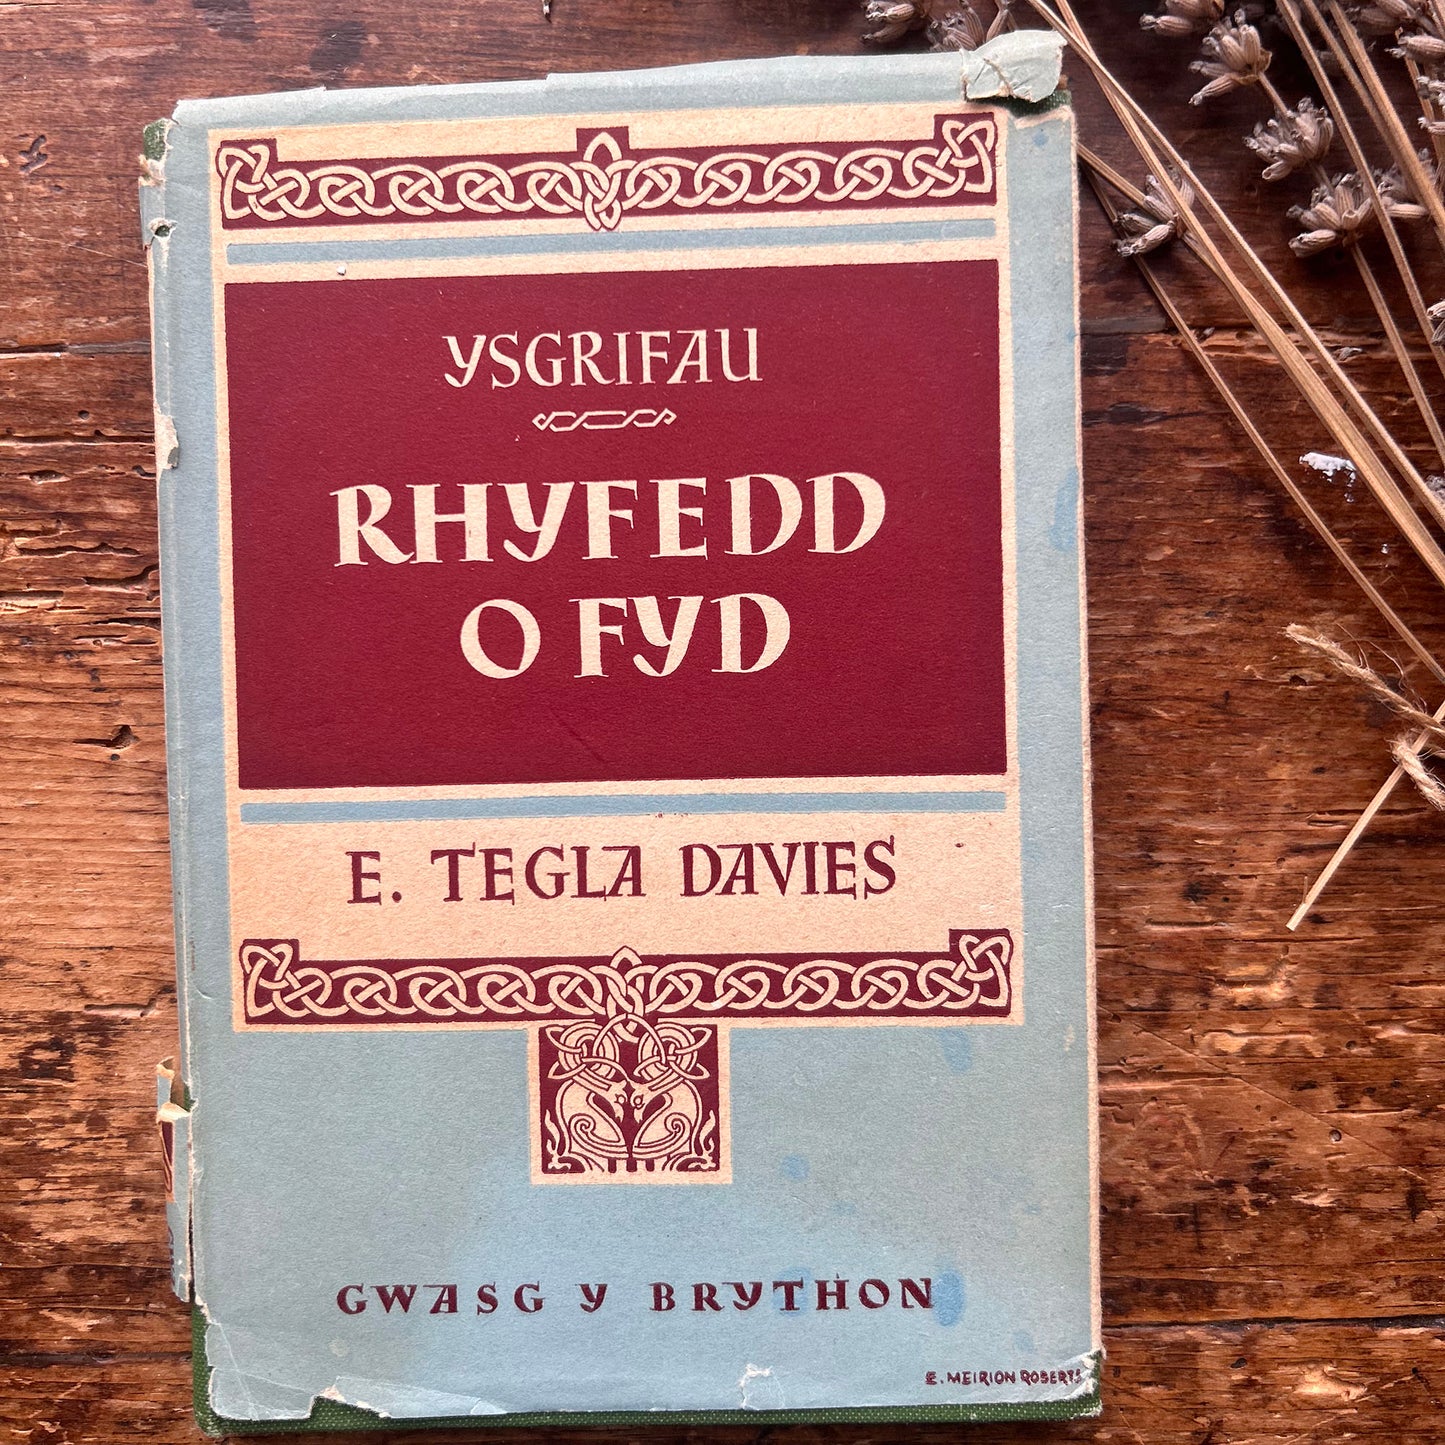 YSGRIFAU
RHYFEDD
O FYD
E. TEGLA DAVIES
GWASG Y BRYTHON
E. MEIRION ROBERTS